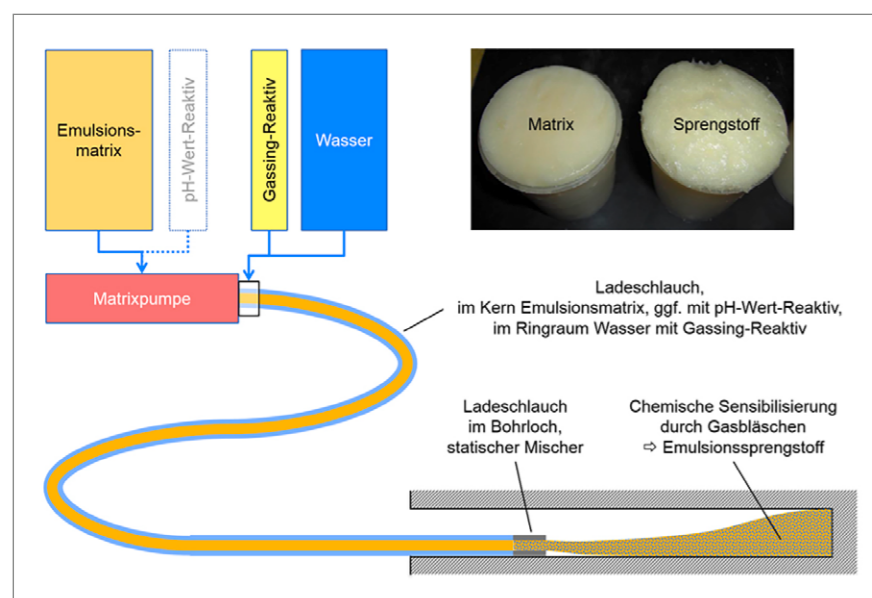 Emulsions-
matrix
pH-Wert-Reaktiv
Gassing-Reaktiv
Wasser
Matrix
Sprengstoff
Matrixpumpe
Ladeschlauch,
im Kern Emulsionsmatrix, ggf. mit pH-Wert-Reaktiv,
im Ringraum Wasser mit Gassing-Reaktiv
Ladeschlauch
im Bohrloch,
statischer Mischer
Chemische Sensibilisierung
durch Gasbläschen
⇨ Emulsionssprengstoff